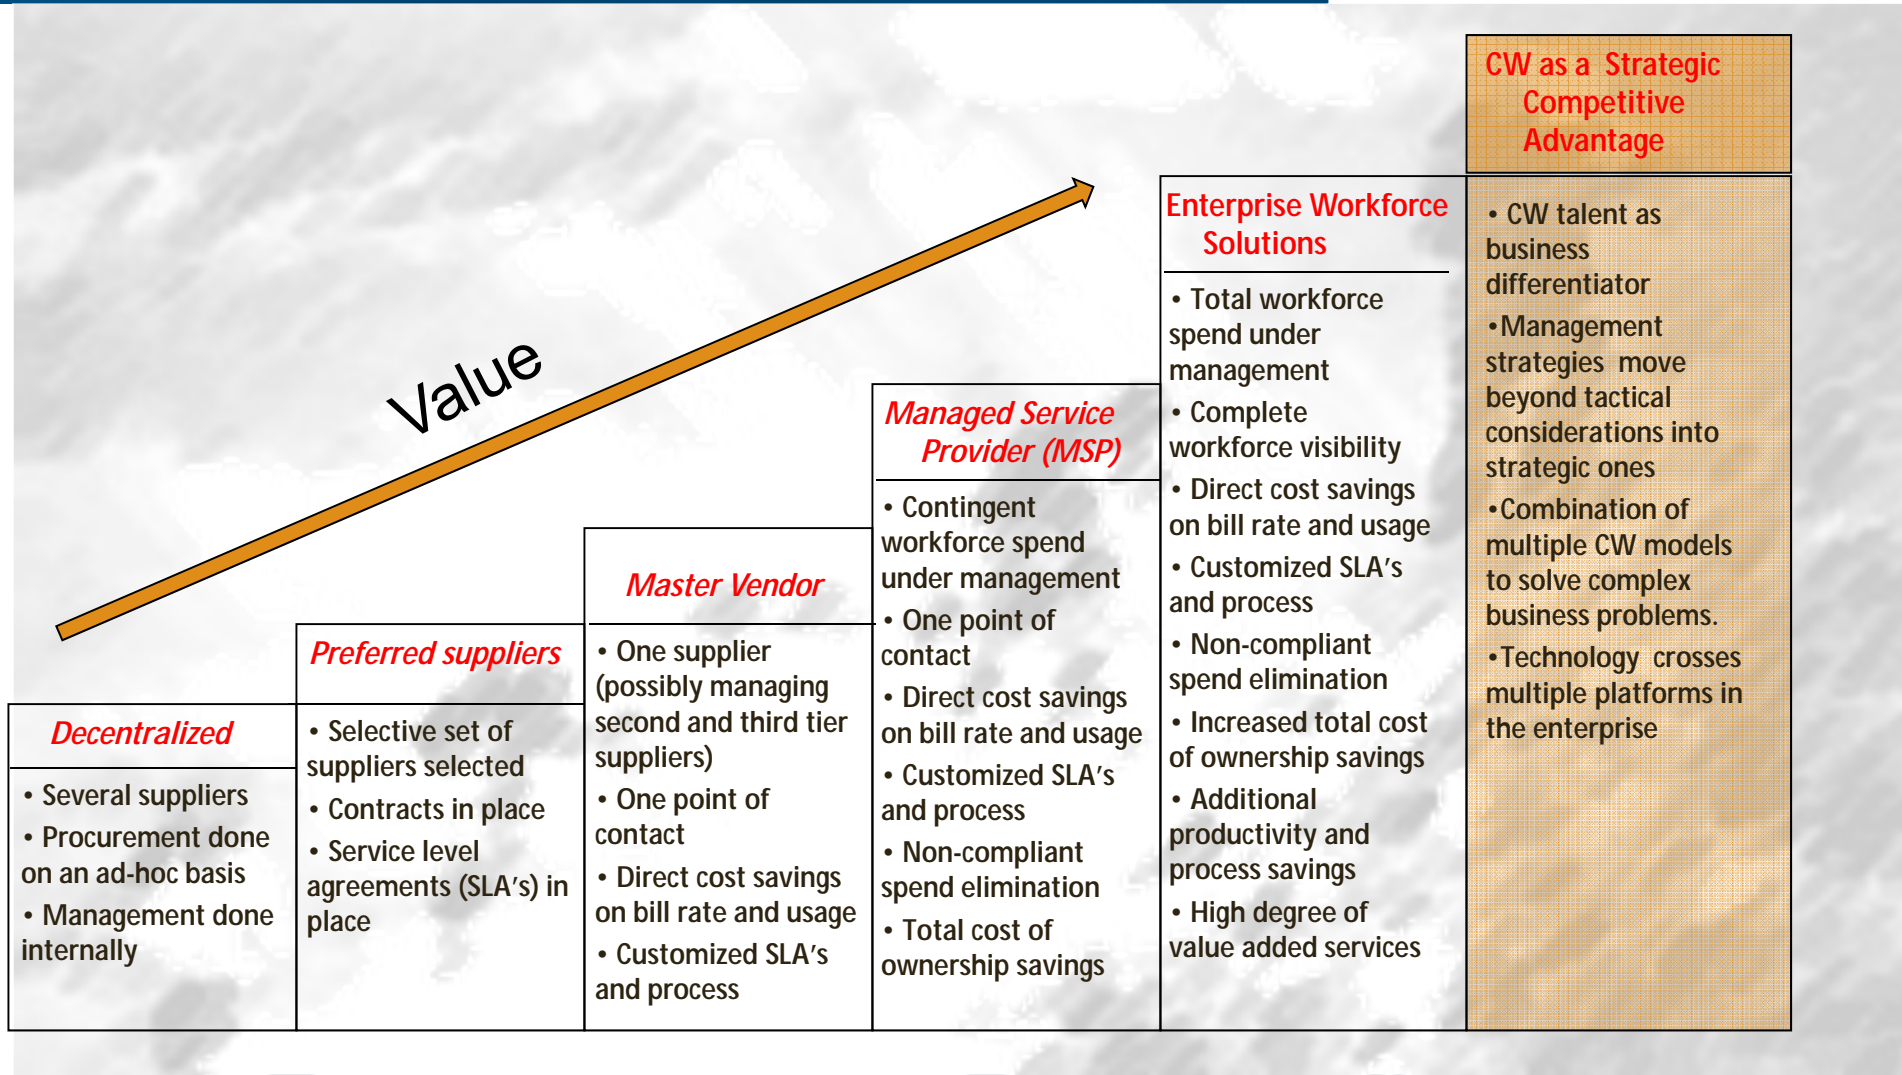 Value
Decentralized
• Several suppliers
• Procurement done
on an ad-hoc basis
• Management done
internally
Preferred suppliers
• Selective set of
suppliers selected
• Contracts in place
• Service level
agreements (SLA's) in
place
Master Vendor
• One supplier
(possibly managing
second and third tier
suppliers)
• One point of
contact
• Direct cost savings
on bill rate and usage
• Customized SLA's
and process
Managed Service
Provider (MSP)
• Contingent
workforce spend
under management
• One point of
contact
• Direct cost savings
on bill rate and usage
• Customized SLA's
and process
• Non-compliant
spend elimination
• Total cost of
ownership savings
Enterprise Workforce
Solutions
• Total workforce
spend under
management
• Complete
workforce visibility
• Direct cost savings
on bill rate and usage
• Customized SLA's
and process
• Non-compliant
spend elimination
• Increased total cost
of ownership savings
• Additional
productivity and
process savings
• High degree of
value added services
CW as a Strategic
Competitive
Advantage
• CW talent as
business
differentiator
•Management
strategies move
beyond tactical
considerations into
strategic ones
•Combination of
multiple CW models
to solve complex
business problems.
•Technology crosses
multiple platforms in
the enterprise